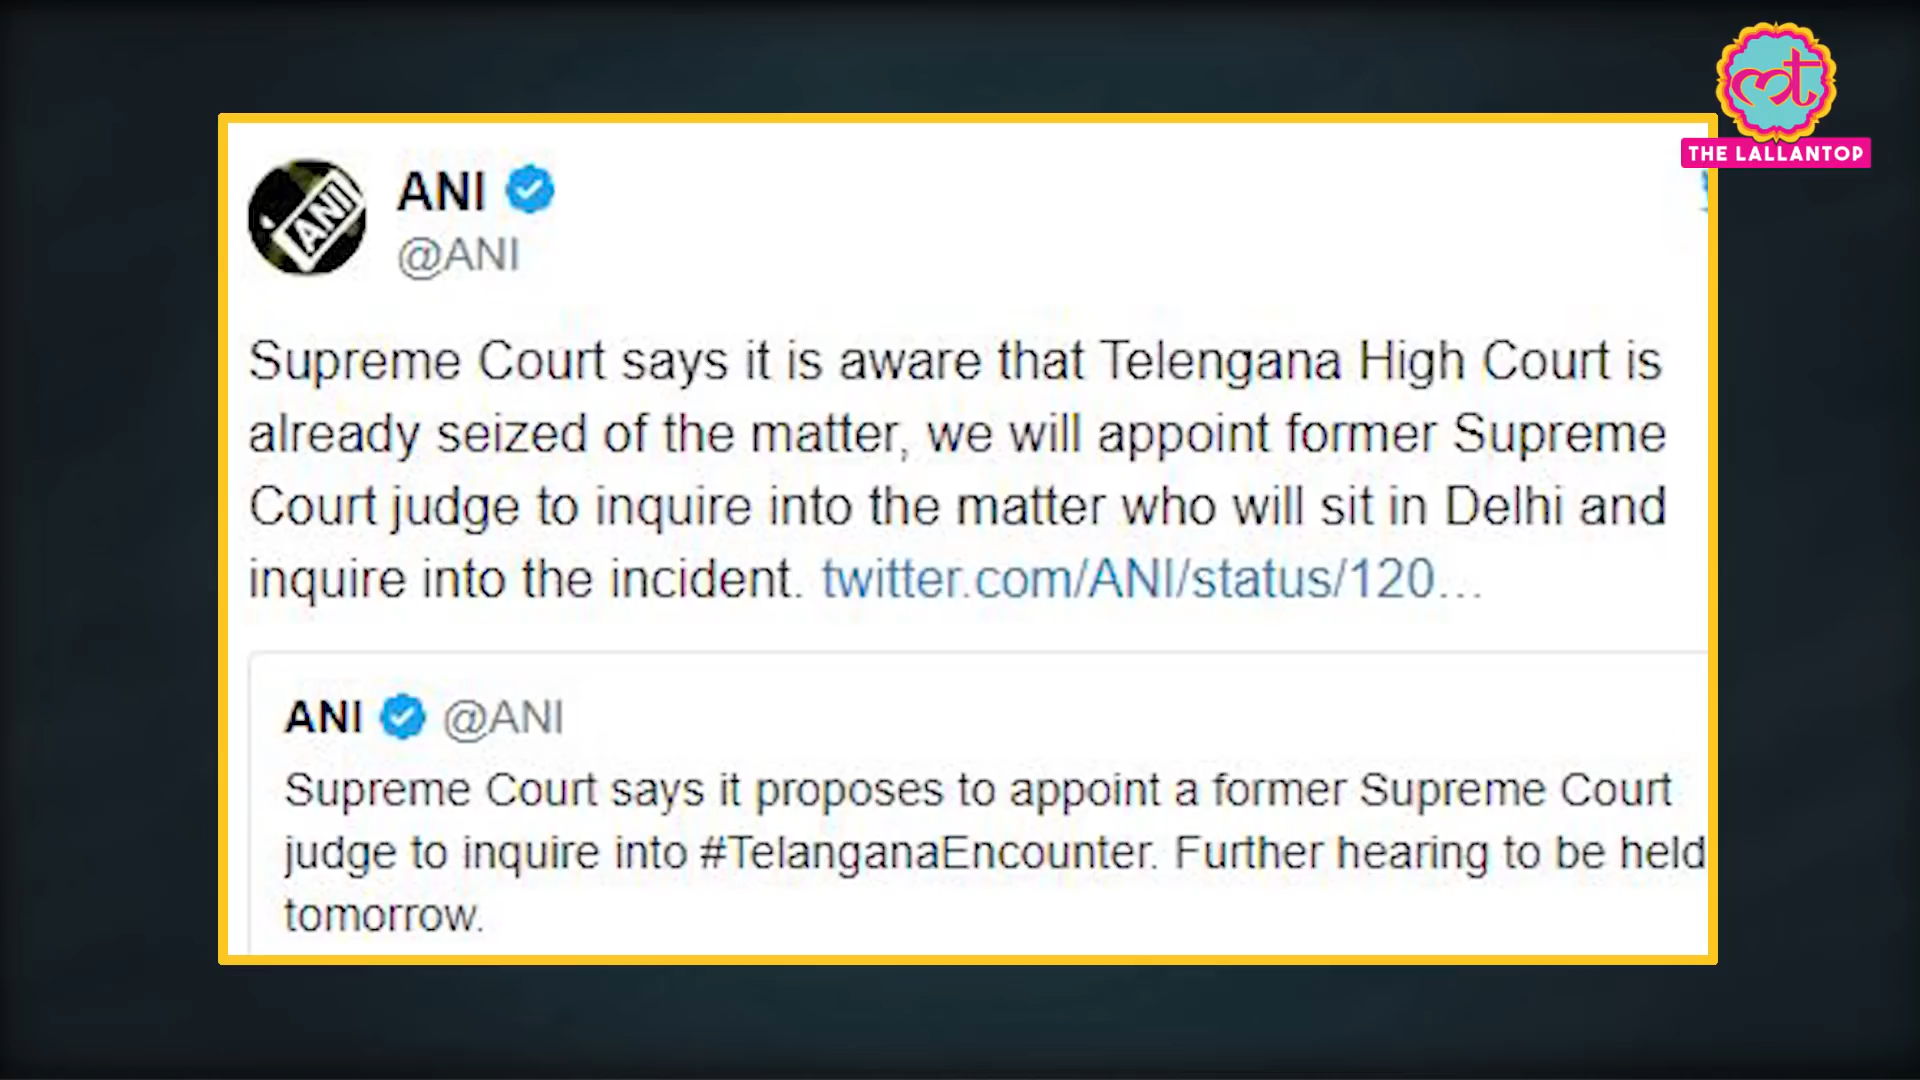 THE LALLANTOP
ANI
ANI
@ANI
Supreme Court says it is aware that Telengana High Court is
already seized of the matter, we will appoint former Supreme
Court judge to inquire into the matter who will sit in Delhi and
inquire into the incident. twitter.com/ANI/status/120...
ANI @ANI
Supreme Court says it proposes to appoint a former Supreme Court
judge to inquire into #TelanganaEncounter. Further hearing to be held
tomorrow.